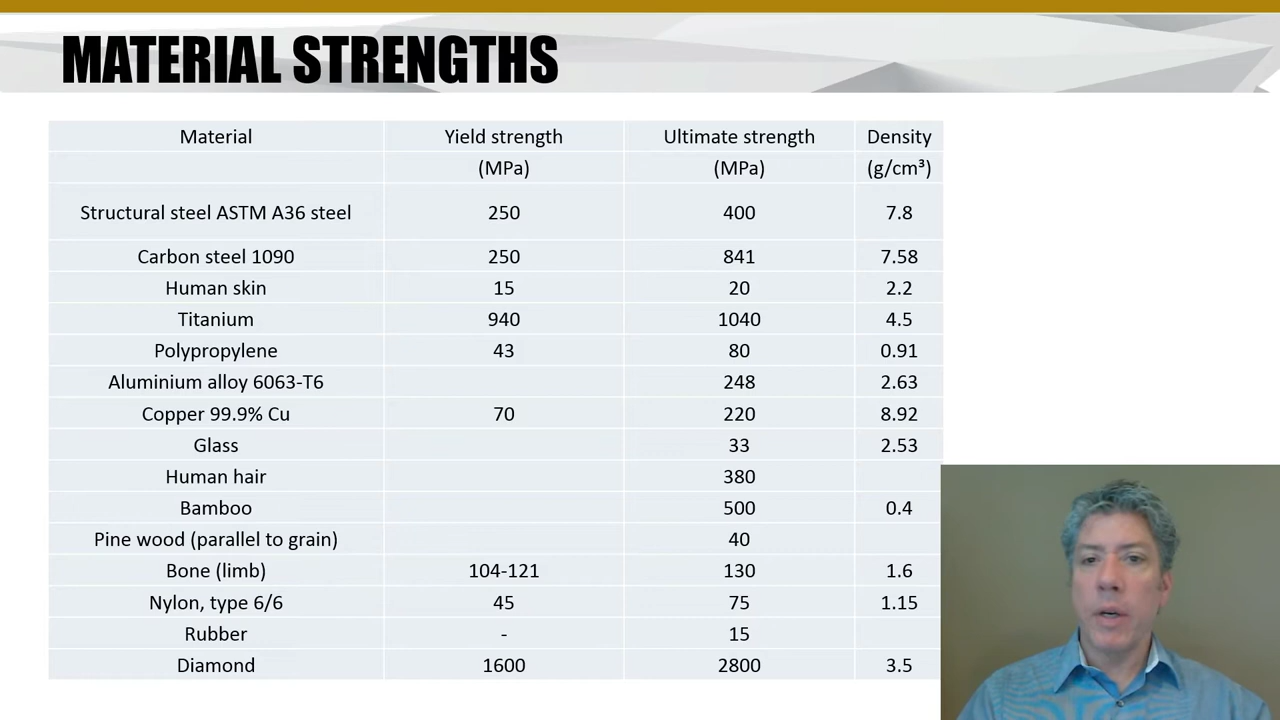 MATERIAL STRENGTHS
Material Yield strength Ultimate strength Density
(MPa) (MPa) (g/cm³)
Structural steel ASTM A36 steel 250 400 7.8
Carbon steel 1090 250 841 7.58
Human skin 15 20 2.2
Titanium 940 1040 4.5
Polypropylene 43 80 0.91
Aluminium alloy 6063-T6 248 2.63
Copper 99.9% Cu 70 220 8.92
Glass 33 2.53
Human hair 380
Bamboo 500 0.4
Pine wood (parallel to grain) 40
Bone (limb) 104-121 130 1.6
Nylon, type 6/6 45 75 1.15
Rubber - 15
Diamond 1600 2800 3.5